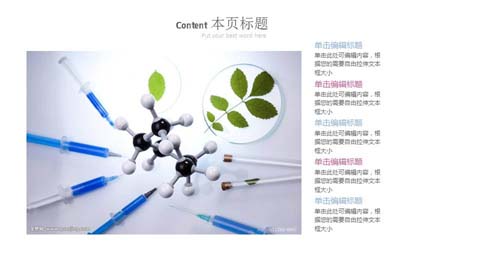 Content 本页标题
Put your best word here
单击编辑标题
单击此处可编辑内容，根
据您的需要自由拉伸文本
框大小
单击编辑标题
单击此处可编辑内容，根
据您的需要自由拉伸文本
框大小
单击编辑标题
单击此处可编辑内容，根
据您的需要自由拉伸文本
框大小
单击编辑标题
单击此处可编辑内容，根
据您的需要自由拉伸文本
框大小
单击编辑标题
单击此处可编辑内容，根
据您的需要自由拉伸文本
框大小